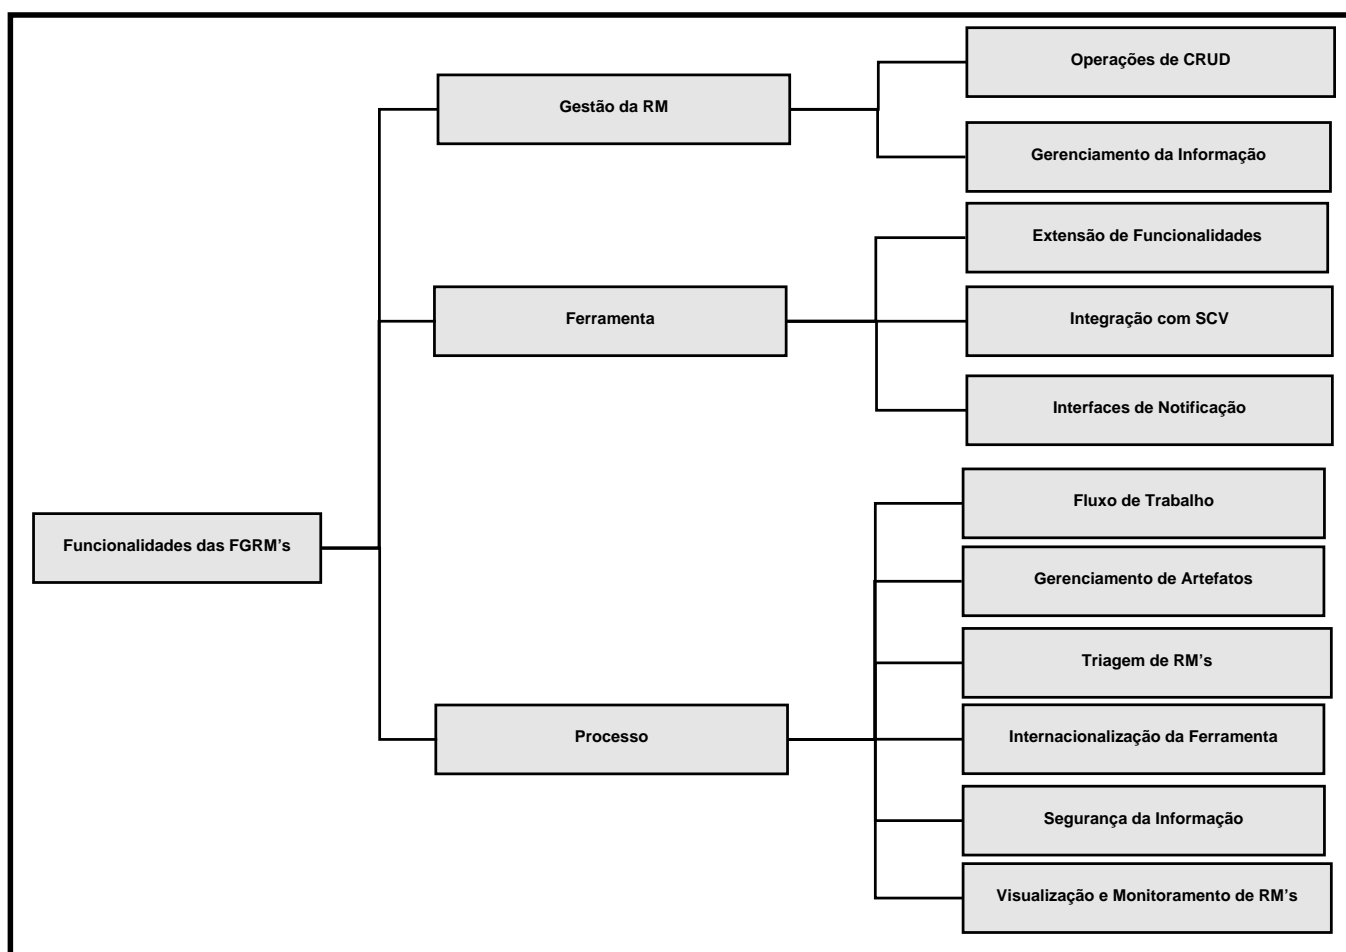 Operações de CRUD
Gestão da RM
Gerenciamento da Informação
Extensão de Funcionalidades
Ferramenta
Integração com SCV
Interfaces de Notificação
Fluxo de Trabalho
Funcionalidades das FGRM’s
Gerenciamento de Artefatos
Triagem de RM’s
Processo
Internacionalização da Ferramenta
Segurança da Informação
Visualização e Monitoramento de RM’s